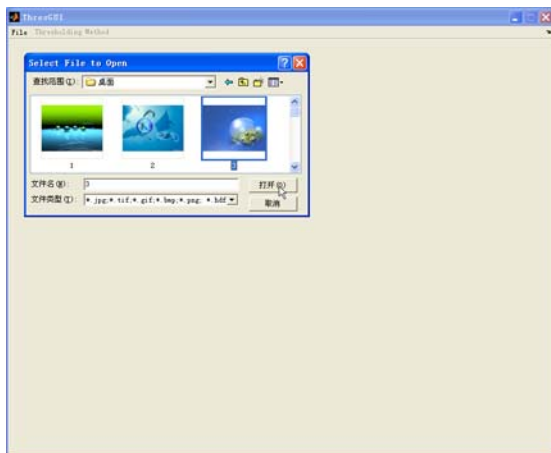 ThresGUI
File Thresholding Method
Select File to Open
查找范围(I): 桌面
1 2 3
文件名(N): 3 打开(O)
文件类型(T): *.jpg;*.tif;*.gif;*.bmp;*.png; *.hdf 取消